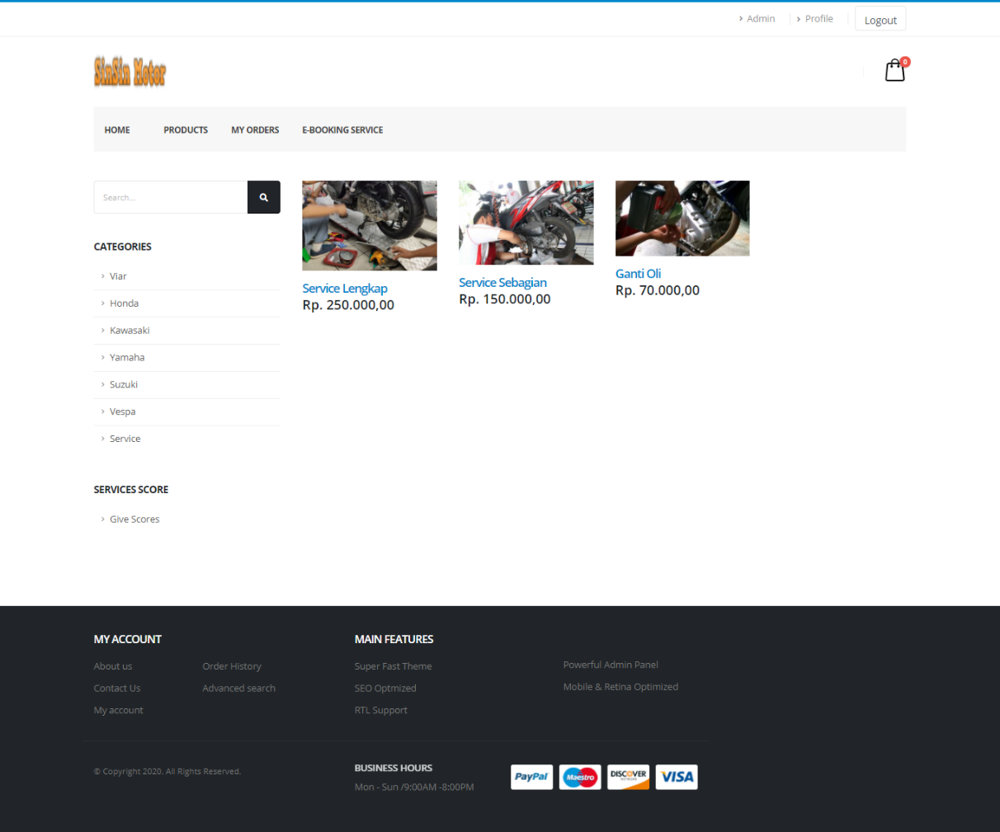 Admin
Profile
Logout
SinSin Motor
0
HOME
PRODUCTS
MY ORDERS
E-BOOKING SERVICE
Search...
CATEGORIES
Viar
Honda
Kawasaki
Yamaha
Suzuki
Vespa
Service
SERVICES SCORE
Give Scores
Service Lengkap
Rp. 250.000,00
Service Sebagian
Rp. 150.000,00
Ganti Oli
Rp. 70.000,00
MY ACCOUNT
About us
Contact Us
My account
Order History
Advanced search
MAIN FEATURES
Super Fast Theme
SEO Optmized
RTL Support
Powerful Admin Panel
Mobile & Retina Optimized
© Copyright 2020. All Rights Reserved.
BUSINESS HOURS
Mon - Sun /9:00AM -8:00PM
PayPal
Maestro
DISCOVER
NETWORK
VISA